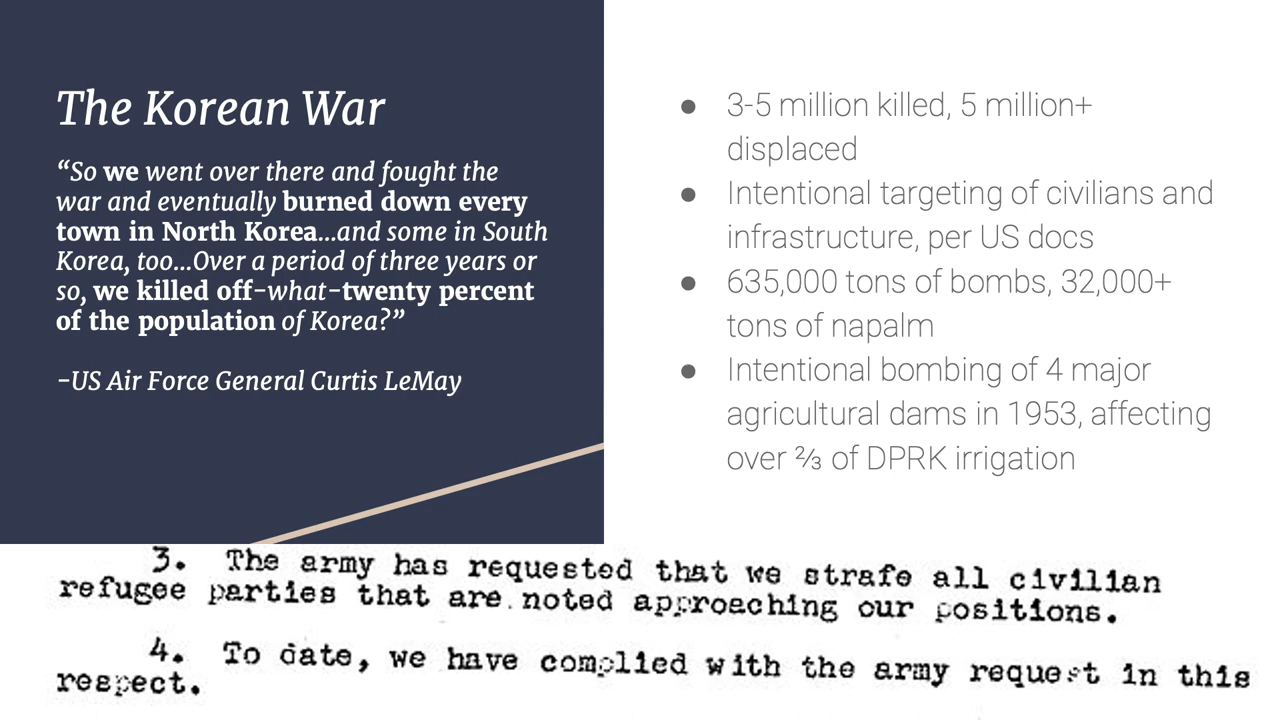 The Korean War
“So we went over there and fought the
war and eventually burned down every
town in North Korea...and some in South
Korea, too...Over a period of three years or
so, we killed off–what–twenty percent
of the population of Korea?”
–US Air Force General Curtis LeMay
● 3-5 million killed, 5 million+
displaced
● Intentional targeting of civilians and
infrastructure, per US docs
● 635,000 tons of bombs, 32,000+
tons of napalm
● Intentional bombing of 4 major
agricultural dams in 1953, affecting
over ⅔ of DPRK irrigation
3. The army has requested that we strafe all civilian
refugee parties that are noted approaching our positions.
4. To date, we have complied with the army request in this
respect.